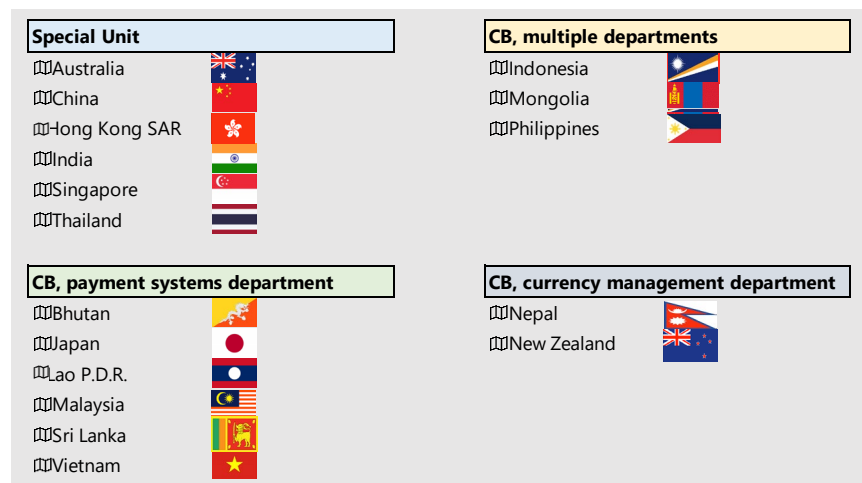 Special Unit
Australia
China
Hong Kong SAR
India
Singapore
Thailand
CB, multiple departments
Indonesia
Mongolia
Philippines
CB, payment systems department
Bhutan
Japan
Lao P.D.R.
Malaysia
Sri Lanka
Vietnam
CB, currency management department
Nepal
New Zealand